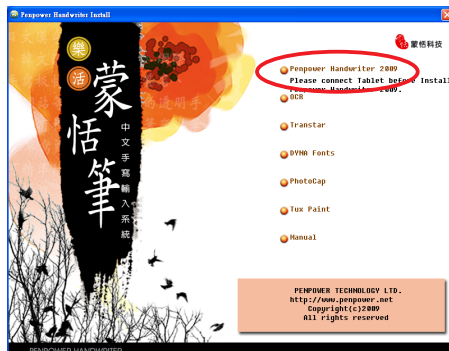 Penpower Handwriter Install
樂
活
蒙
恬
筆
中文手寫輸入系統
蒙恬科技
Penpower Handwriter 2009
Please connect Tablet before Install
Penpower Handwriter 2009.
OCR
Transtar
DYNA Fonts
PhotoCap
Tux Paint
Manual
PENPOWER TECHNOLOGY LTD.
http://www.penpower.net
Copyright(c)2009
All rights reserved
PENPOWER HANDWRITER